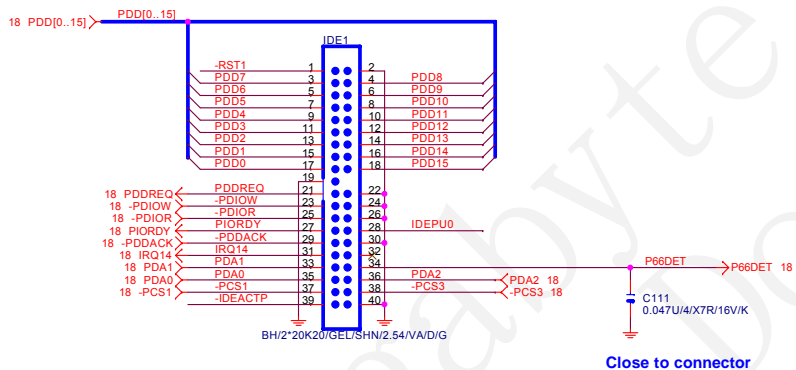 18 PDD[0..15] PDD[0..15]
IDE1
-RST1 1 2
PDD7 3 4 PDD8
PDD6 5 6 PDD9
PDD5 7 8 PDD10
PDD4 9 10 PDD11
PDD3 11 12 PDD12
PDD2 13 14 PDD13
PDD1 15 16 PDD14
PDD0 17 18 PDD15
19
18 PDDREQ PDDREQ 21 22
18 -PDIOW -PDIOW 23 24
18 -PDIOR -PDIOR 25 26
18 PIORDY PIORDY 27 28 IDEPU0
18 -PDDACK -PDDACK 29 30
18 IRQ14 IRQ14 31 32
18 PDA1 PDA1 33 34 P66DET P66DET 18
18 PDA0 PDA0 35 36 PDA2 PDA2 18
18 -PCS1 -PCS1 37 38 -PCS3 -PCS3 18
-IDEACTP 39 40
C111
0.047U/4/X7R/16V/K
BH/2*20K20/GEL/SHN/2.54/VA/D/G
Close to connector